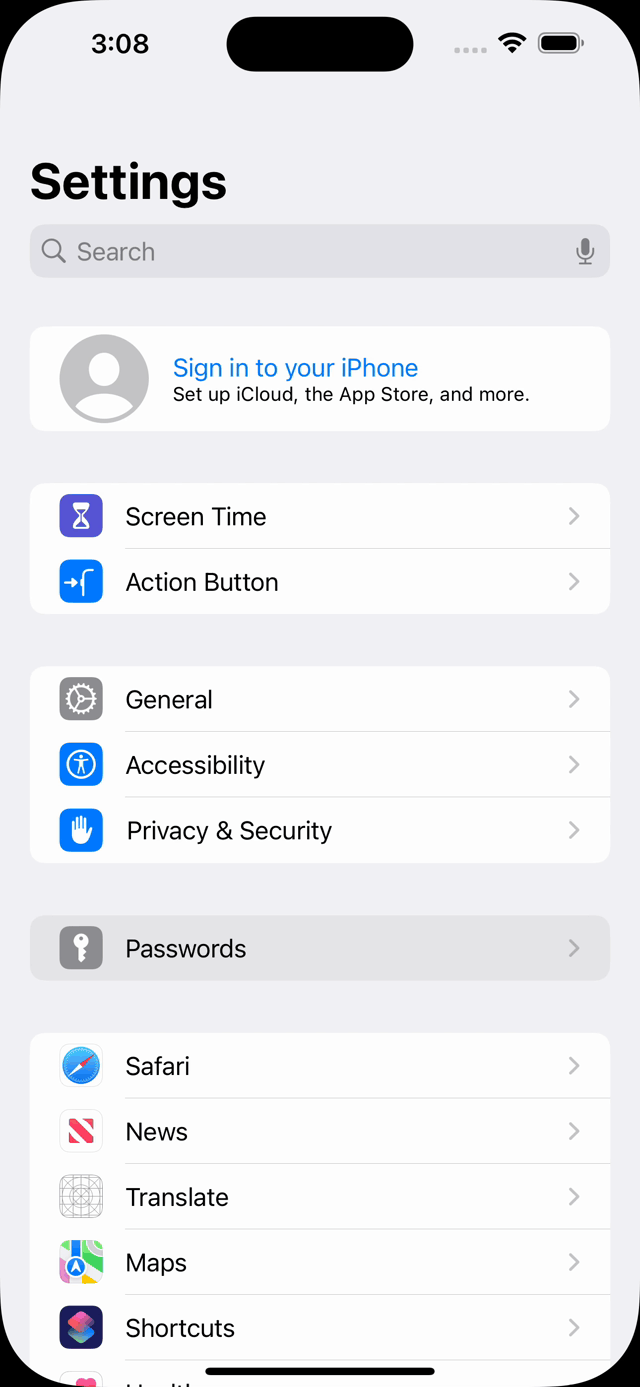 3:08
Settings
Search
Sign in to your iPhone
Set up iCloud, the App Store, and more.
Screen Time
Action Button
General
Accessibility
Privacy & Security
Passwords
Safari
News
Translate
Maps
Shortcuts